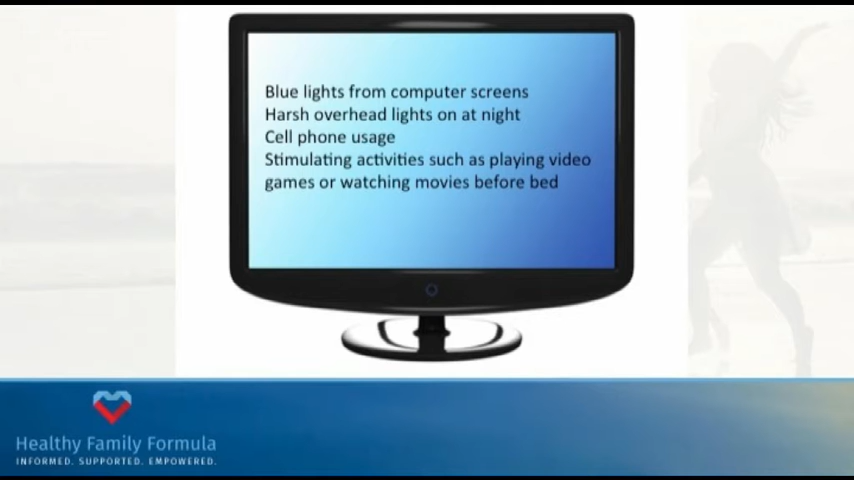 Blue lights from computer screens
Harsh overhead lights on at night
Cell phone usage
Stimulating activities such as playing video
games or watching movies before bed
Healthy Family Formula
INFORMED. SUPPORTED. EMPOWERED.